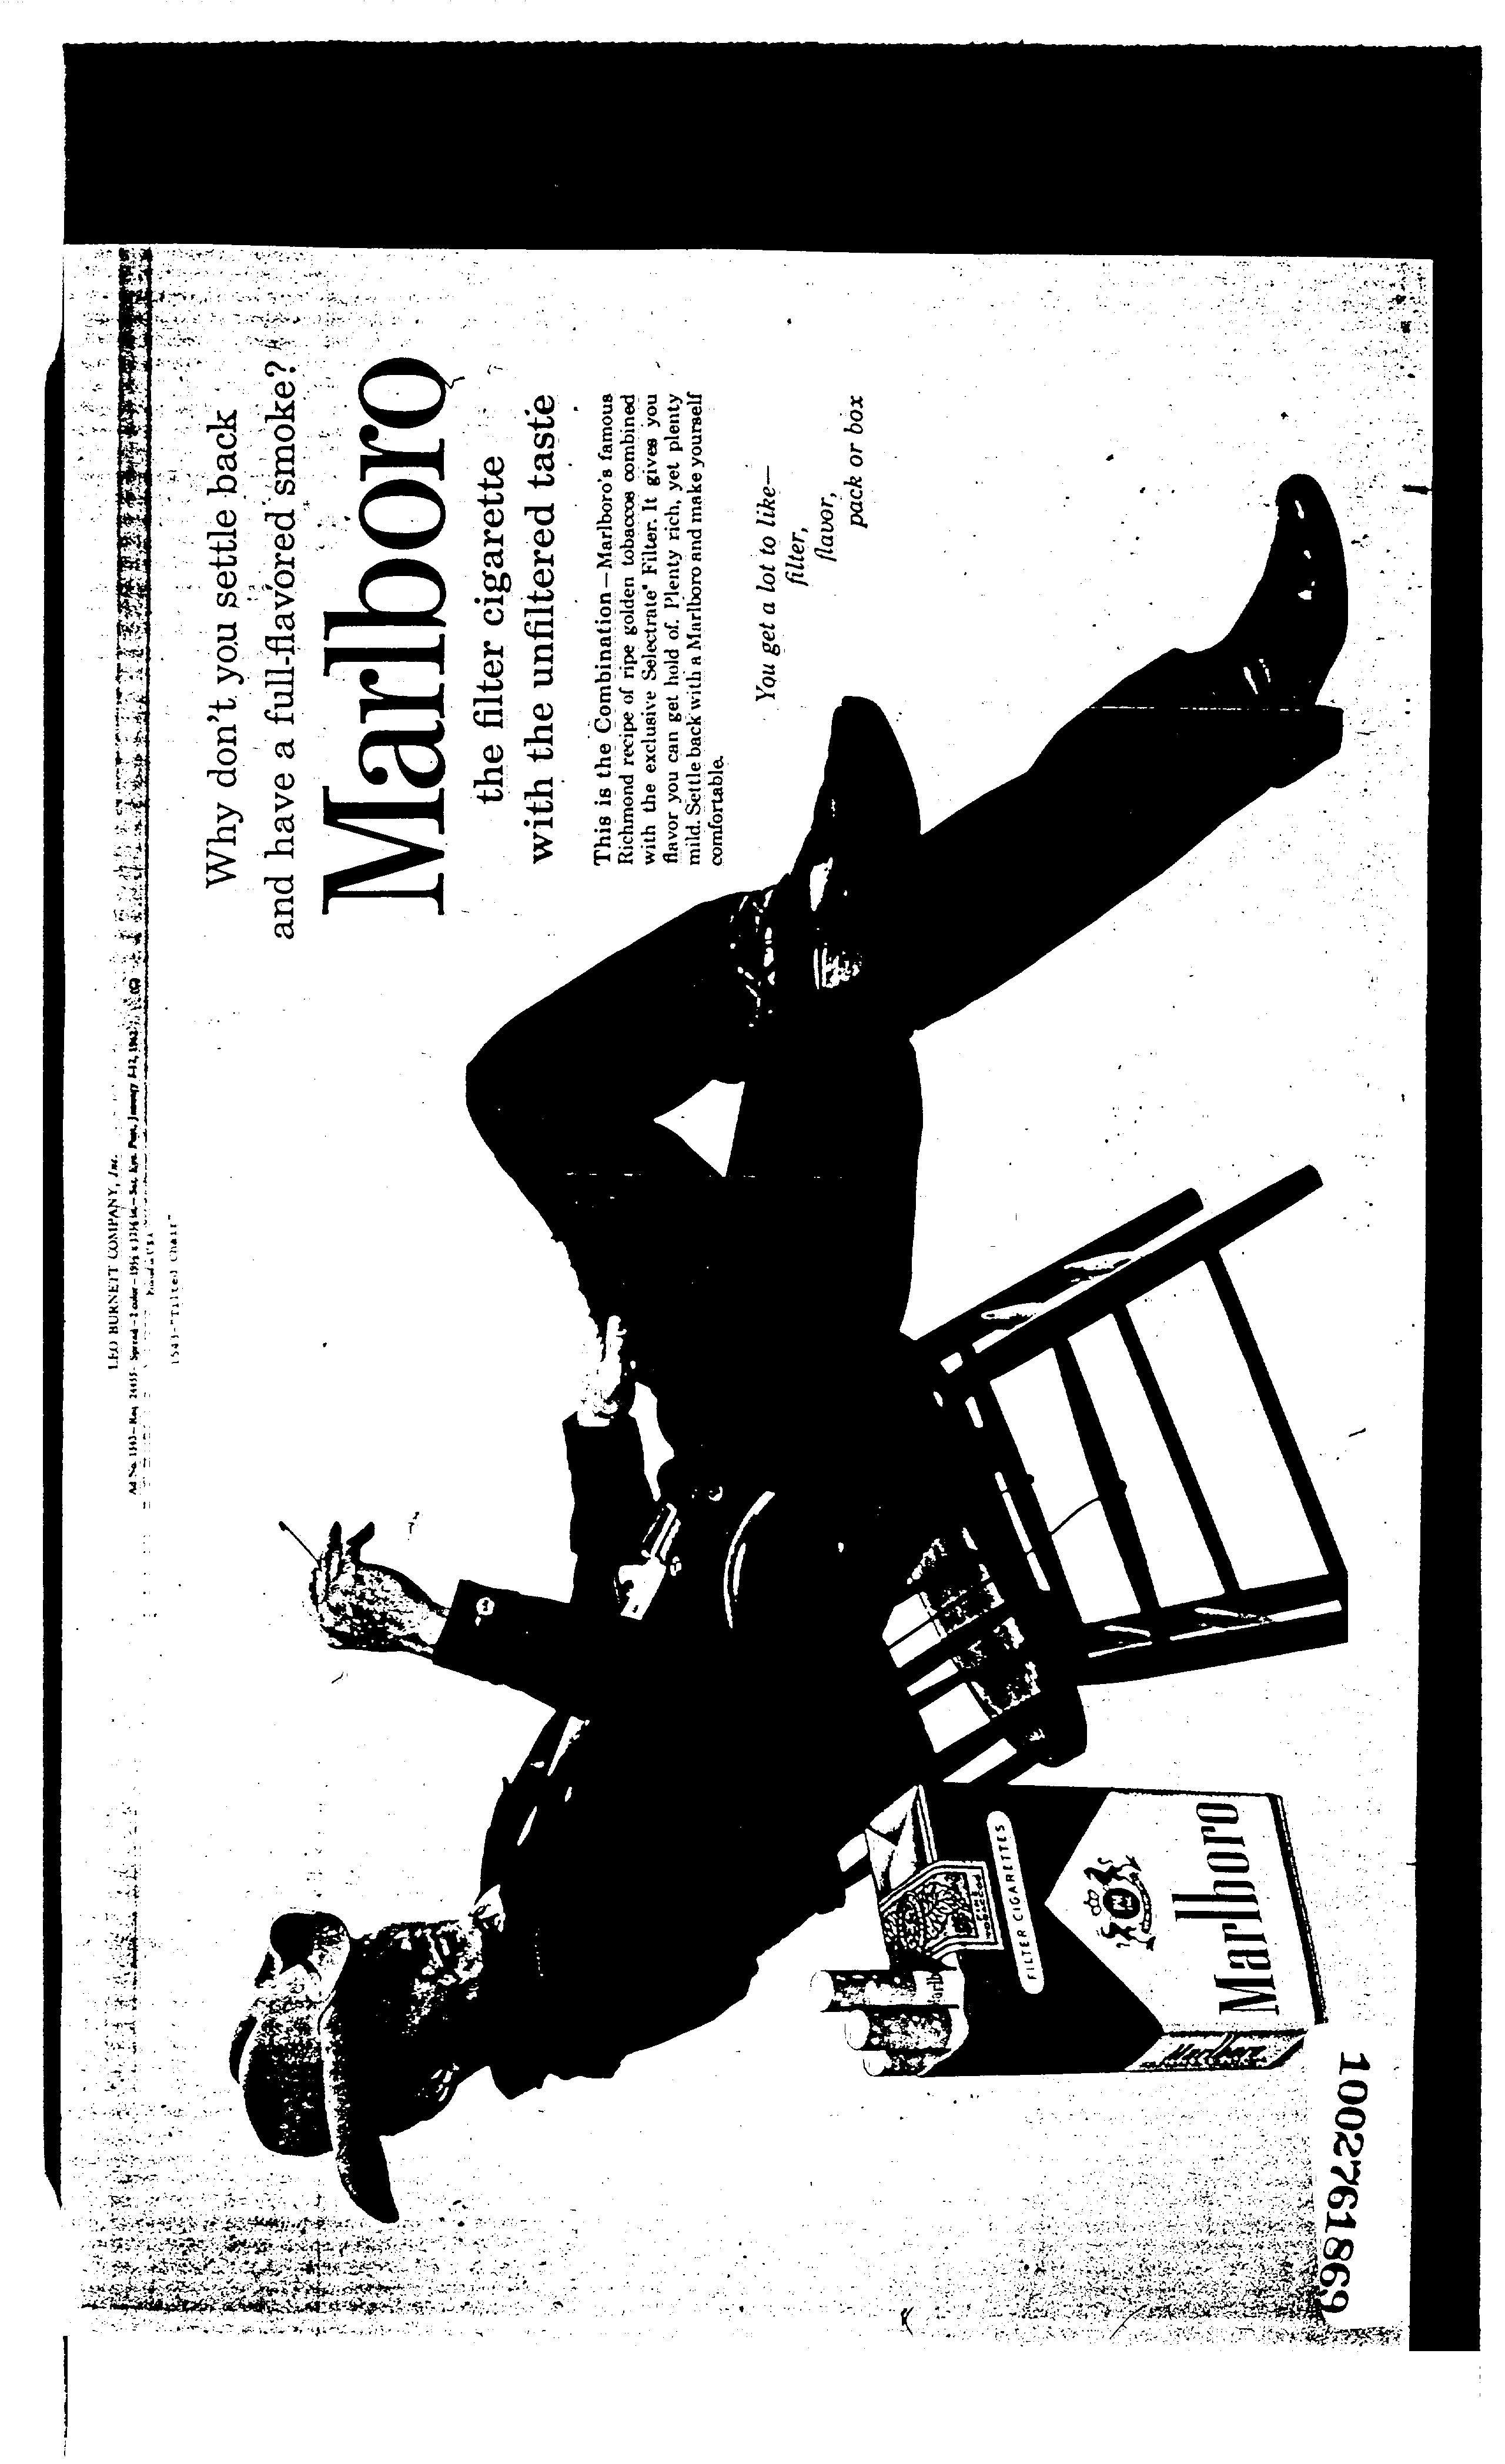 LEO BURNETT COMPANY, Inc.
1543-"Tilted Chair"
Why don't you settle back
and have a full-flavored smoke?
Marlboro
the filter cigarette
with the unfiltered taste
This is the Combination—Marlboro's famous
Richmond recipe of ripe golden tobaccos combined
with the exclusive Selectrate® Filter. It gives you
flavor you can get hold of. Plenty rich, yet plenty
mild. Settle back with a Marlboro and make yourself
comfortable.
You get a lot to like—
filter,
flavor,
pack or box
FILTER CIGARETTES
Marlboro
Marlboro
1002761869